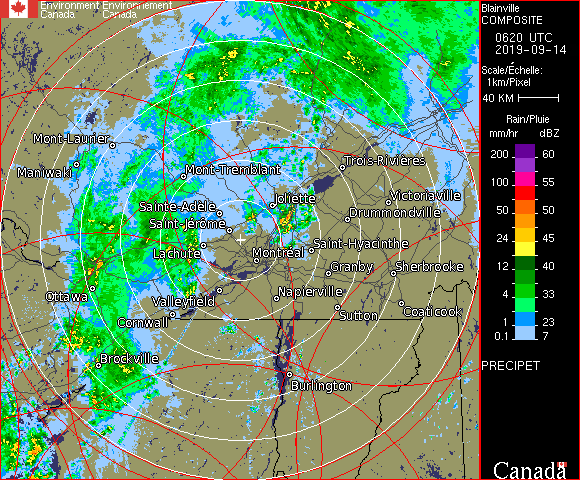 Environment Environnement
Canada Canada
Blainville
COMPOSITE
0620 UTC
2019-09-14
Scale/Échelle:
1km/Pixel
40 KM
Rain/Pluie
mm/hr dBZ
200 60
100 55
50 50
24 45
12 40
4 33
1 23
0.1 7
PRECIPET
Canada
Mont-Laurier
Maniwaki
Mont-Tremblant
Trois-Rivières
Sainte-Adèle
Joliette
Victoriaville
Saint-Jérôme
Drummondville
Lachute
Montréal
Saint-Hyacinthe
Granby
Sherbrooke
Ottawa
Valleyfield
Napierville
Cornwall
Sutton
Coaticook
Brockville
Burlington